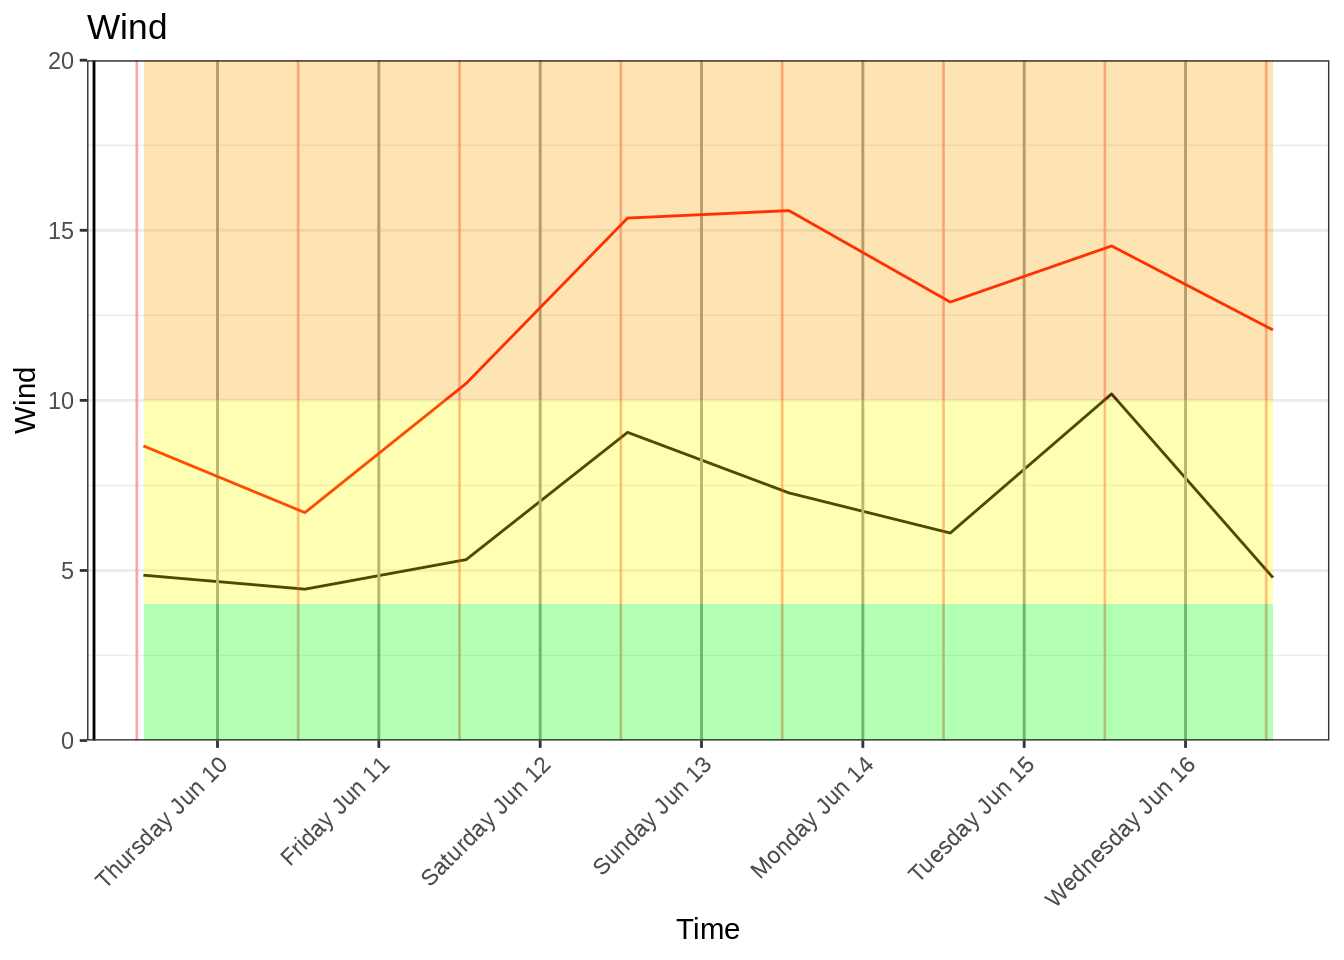 Wind
Wind
20
15
10
5
0
Thursday Jun 10
Friday Jun 11
Saturday Jun 12
Sunday Jun 13
Monday Jun 14
Tuesday Jun 15
Wednesday Jun 16
Time